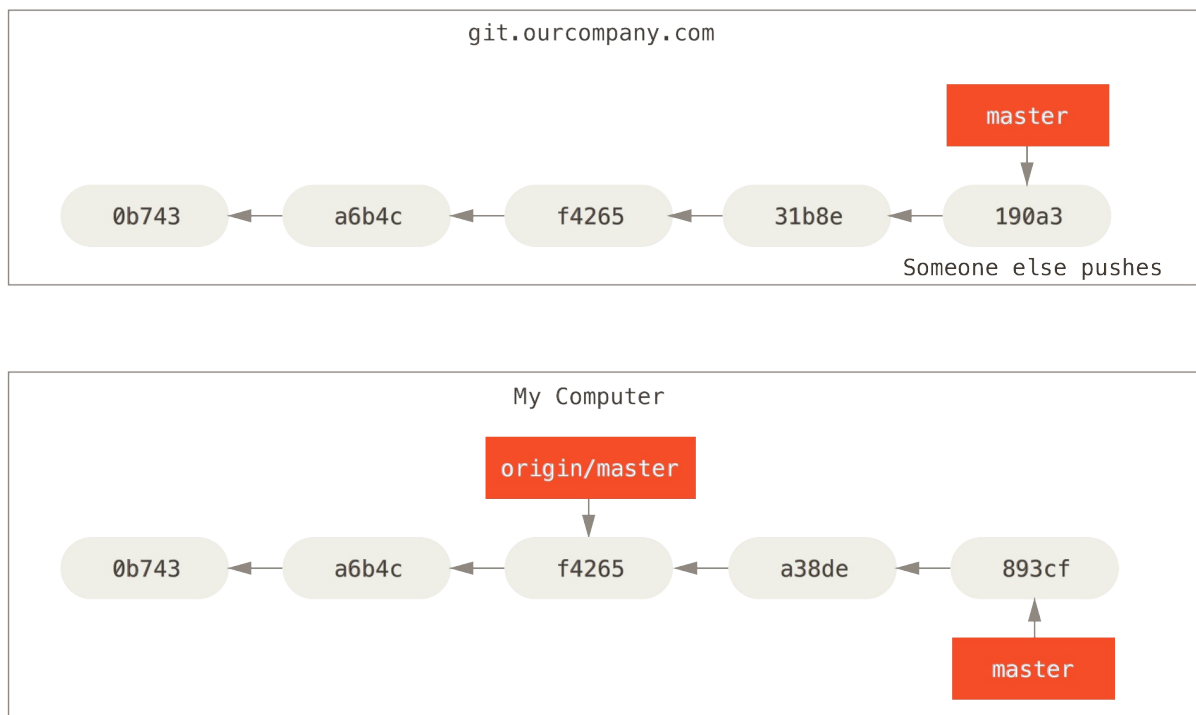 git.ourcompany.com
master
0b743 a6b4c f4265 31b8e 190a3
Someone else pushes
My Computer
origin/master
0b743 a6b4c f4265 a38de 893cf
master